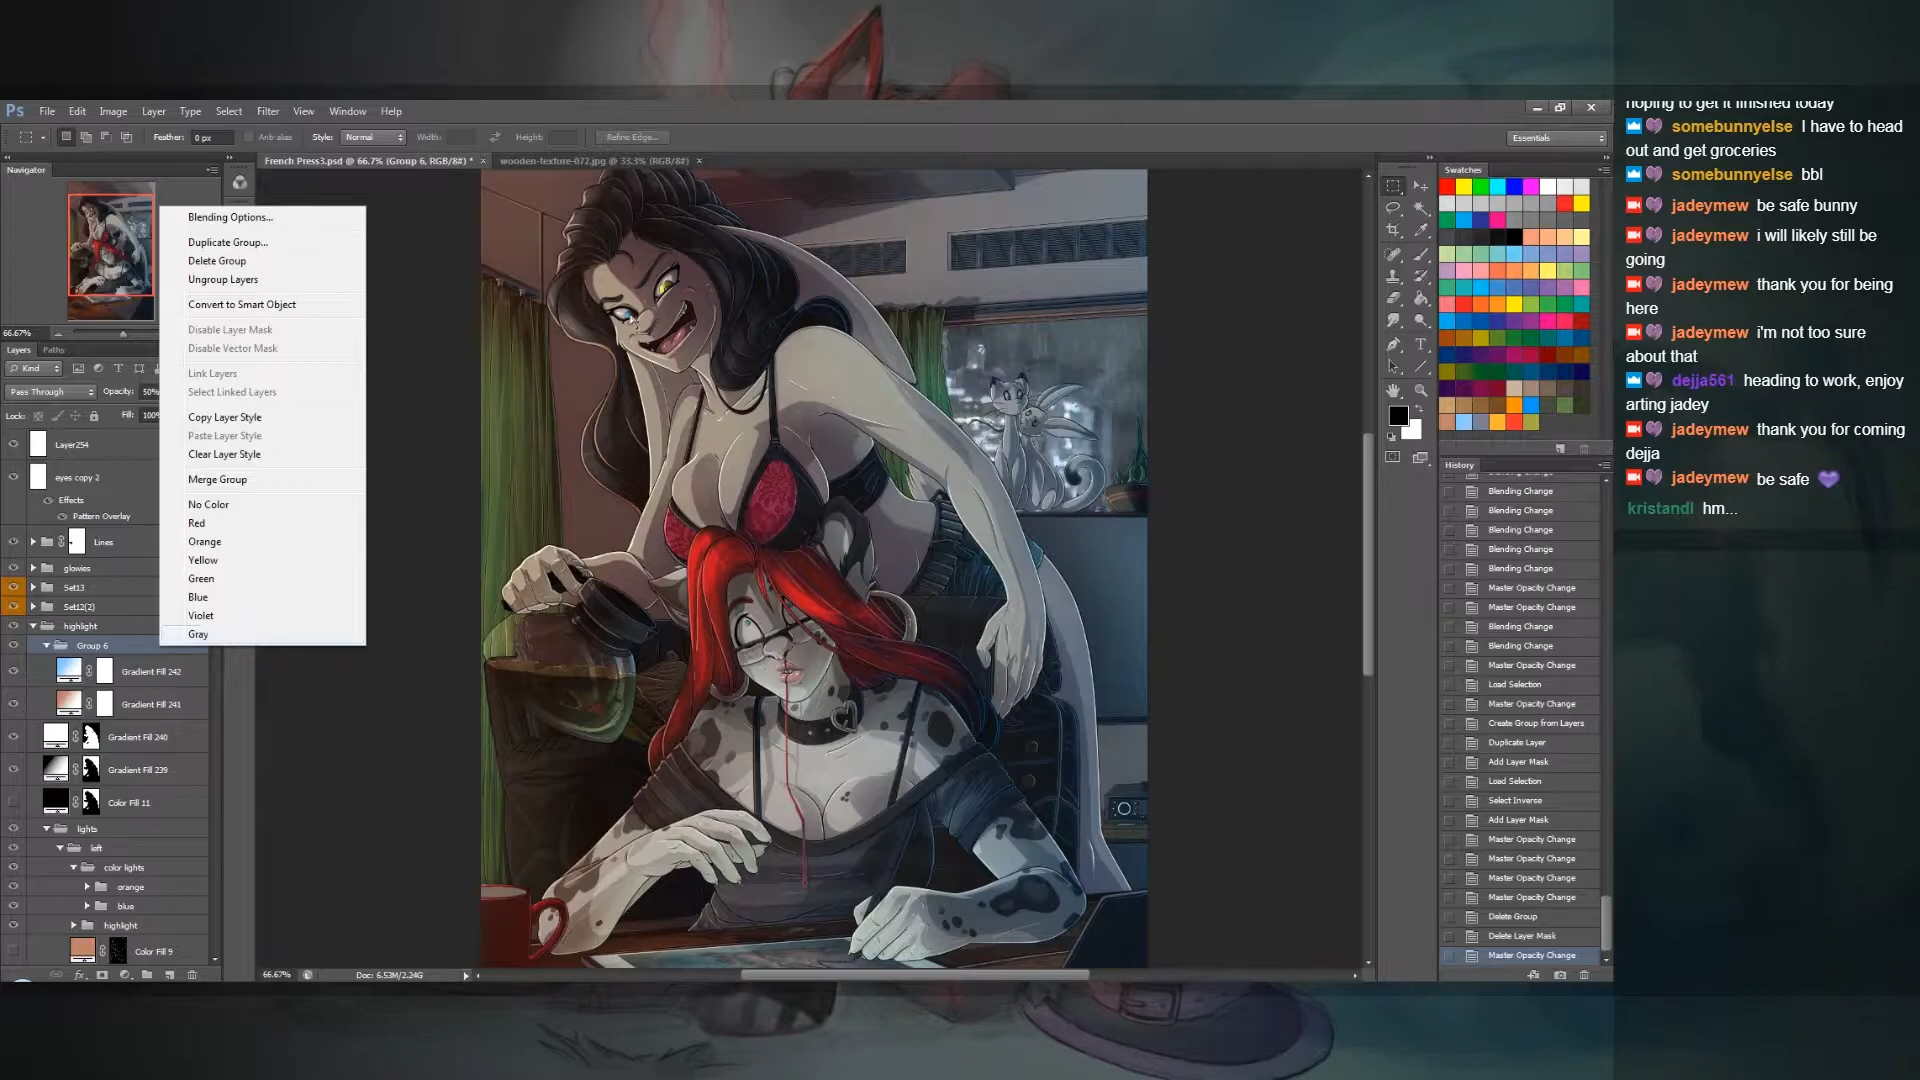 Ps File Edit Image Layer Type Select Filter View Window Help
Feather: 0 px Anti-alias Style: Normal Width: Height: Refine Edge... Essentials
French Press3.psd @ 66.7% (Group 6, RGB/8#) * × wooden-texture-072.jpg @ 33.3% (RGB/8#) ×
Navigator
66.67%
Layers Paths
Kind
Pass Through Opacity: 50%
Lock: Fill: 100%
Layer254
eyes copy 2
Effects
Pattern Overlay
Lines
glowies
Set13
Set12(2)
highlight
Group 6
Gradient Fill 242
Gradient Fill 241
Gradient Fill 240
Gradient Fill 239
Color Fill 11
lights
left
color lights
orange
blue
highlight
Color Fill 9
fx
Blending Options...
Duplicate Group...
Delete Group
Ungroup Layers
Convert to Smart Object
Disable Layer Mask
Disable Vector Mask
Link Layers
Select Linked Layers
Copy Layer Style
Paste Layer Style
Clear Layer Style
Merge Group
No Color
Red
Orange
Yellow
Green
Blue
Violet
Gray
66.67% Doc: 6.53M/2.24G
Swatches
History
Blending Change
Blending Change
Blending Change
Blending Change
Blending Change
Master Opacity Change
Master Opacity Change
Blending Change
Blending Change
Master Opacity Change
Load Selection
Master Opacity Change
Create Group from Layers
Duplicate Layer
Add Layer Mask
Load Selection
Select Inverse
Add Layer Mask
Master Opacity Change
Master Opacity Change
Master Opacity Change
Master Opacity Change
Delete Group
Delete Layer Mask
Master Opacity Change
hoping to get it finished today
somebunnyelse I have to head
out and get groceries
somebunnyelse bbl
jadeymew be safe bunny
jadeymew i will likely still be
going
jadeymew thank you for being
here
jadeymew i'm not too sure
about that
dejja561 heading to work, enjoy
arting jadey
jadeymew thank you for coming
dejja
jadeymew be safe
kristandl hm...